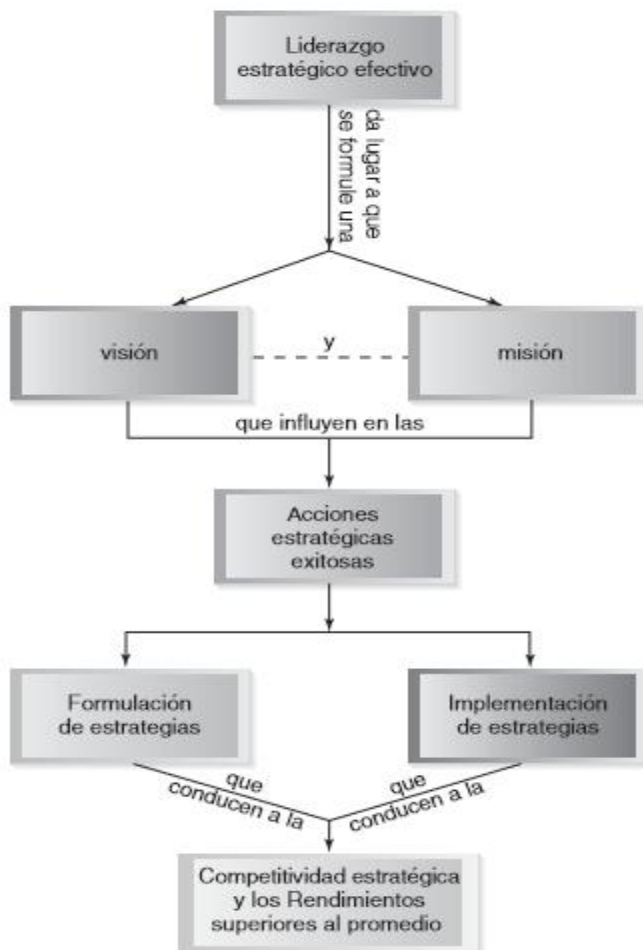 Liderazgo
estratégico efectivo
da lugar a que
se formule una
visión
y
misión
que influyen en las
Acciones
estratégicas
exitosas
Formulación
de estrategias
Implementación
de estrategias
que
conducen a la
que
conducen a la
Competitividad estratégica
y los Rendimientos
superiores al promedio